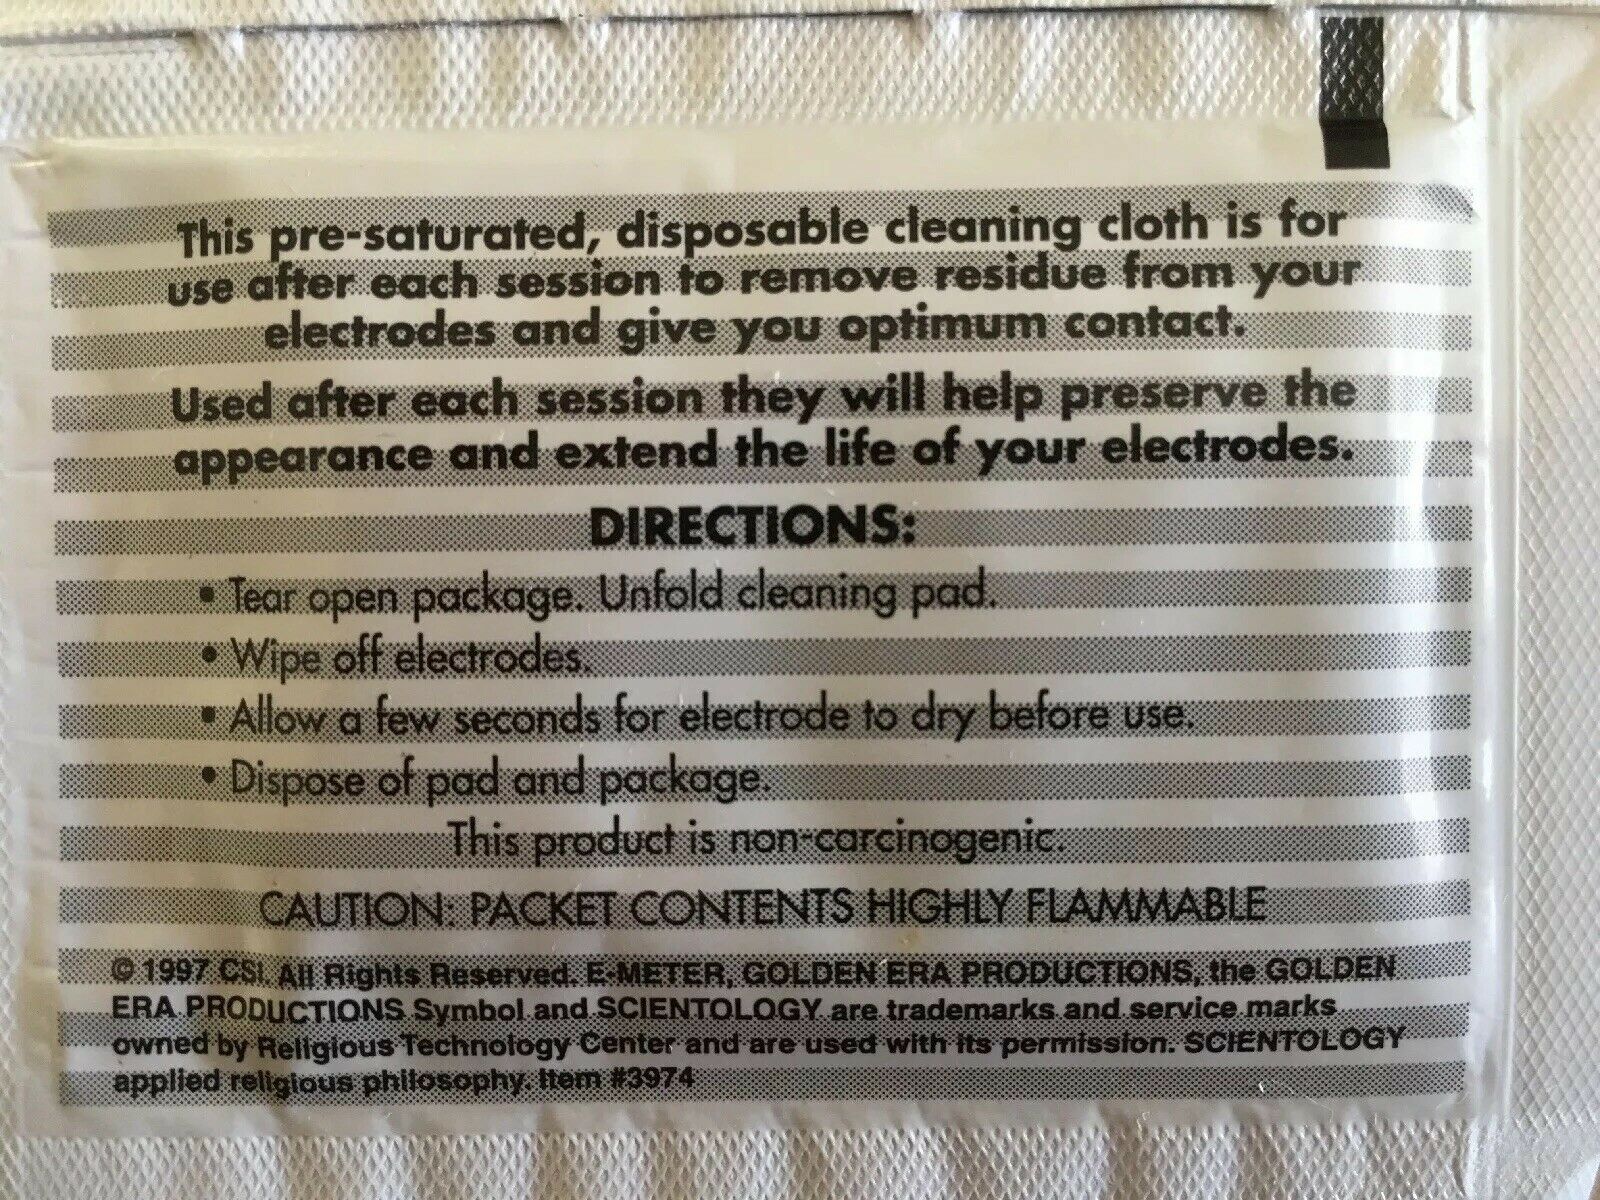 This pre-saturated, disposable cleaning cloth is for
use after each session to remove residue from your
electrodes and give you optimum contact.
Used after each session they will help preserve the
appearance and extend the life of your electrodes.
DIRECTIONS:
• Tear open package. Unfold cleaning pad.
• Wipe off electrodes.
• Allow a few seconds for electrode to dry before use.
• Dispose of pad and package.
This product is non-carcinogenic.
CAUTION: PACKET CONTENTS HIGHLY FLAMMABLE
© 1997 CSI. All Rights Reserved. E-METER, GOLDEN ERA PRODUCTIONS, the GOLDEN
ERA PRODUCTIONS Symbol and SCIENTOLOGY are trademarks and service marks
owned by Religious Technology Center and are used with its permission. SCIENTOLOGY
applied religious philosophy. Item #3974